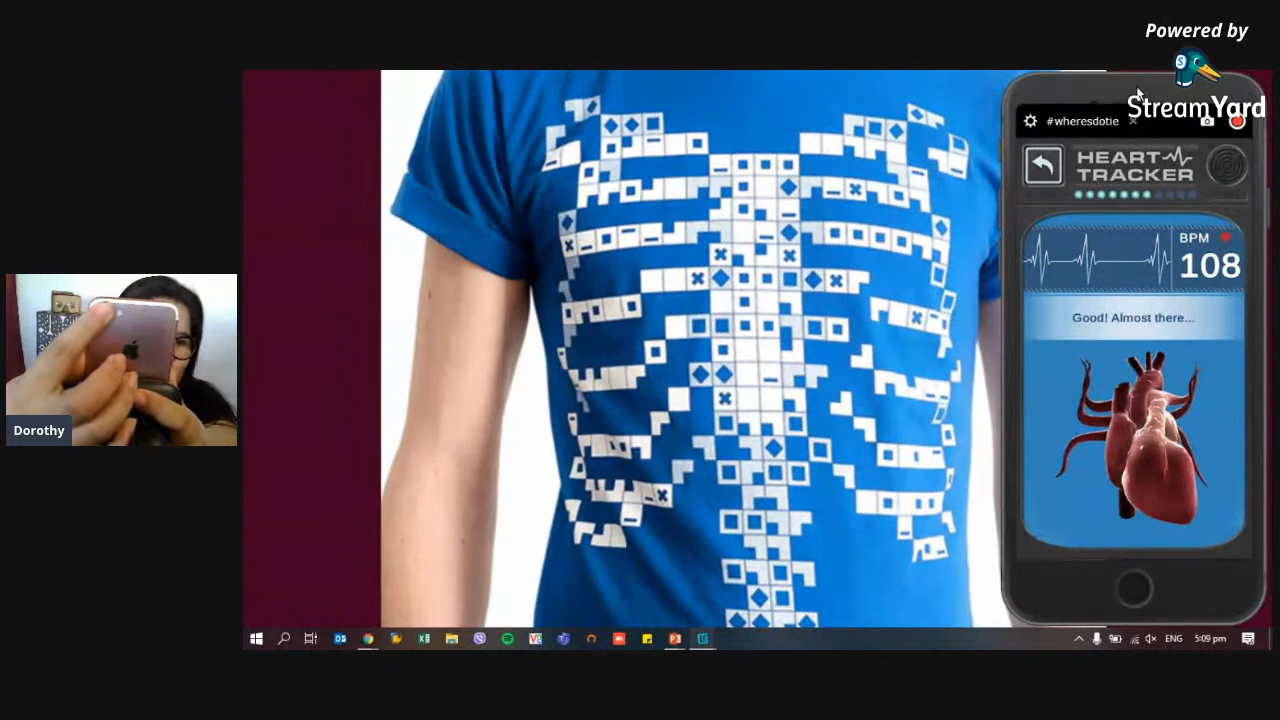 Powered by
StreamYard
#wheresdotie
HEART
TRACKER
BPM
108
Good! Almost there...
Dorothy
ENG
5:09 pm